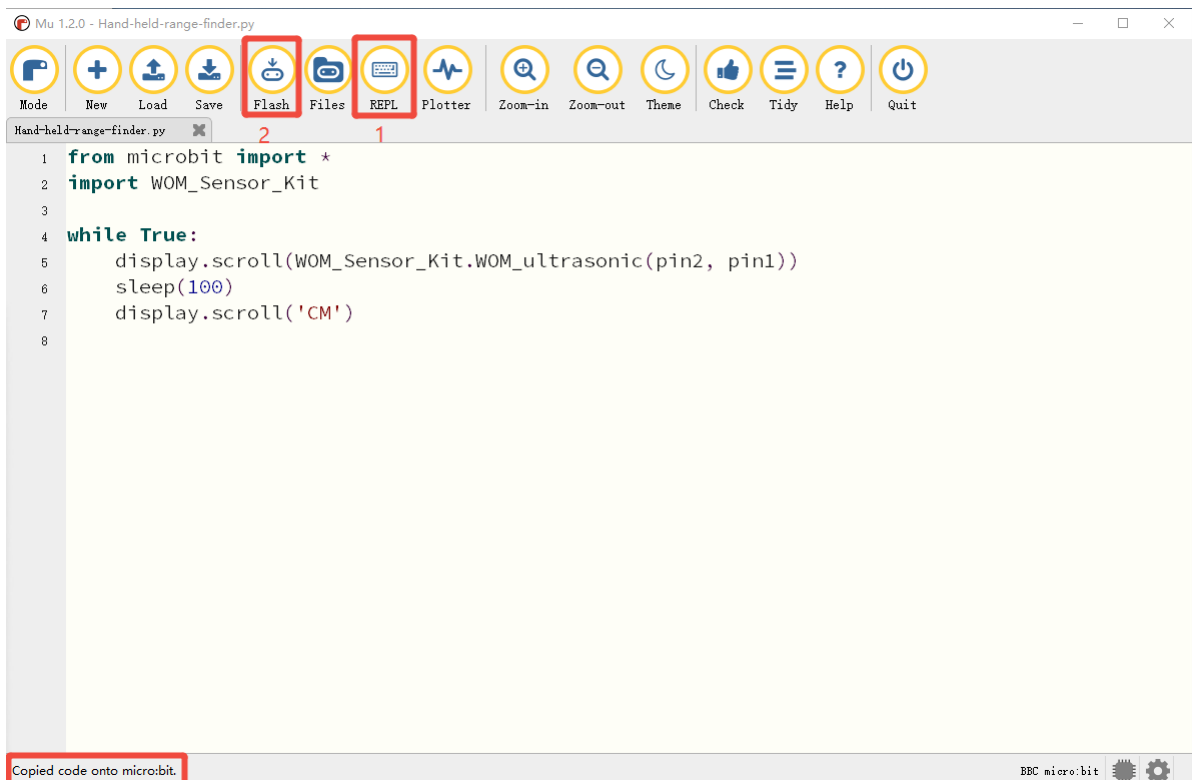 Mu 1.2.0 - Hand-held-range-finder.py
Mode New Load Save Flash Files REPL Plotter Zoom-in Zoom-out Theme Check Tidy Help Quit
Hand-held-range-finder.py 2 1
1 from microbit import *
2 import WOM_Sensor_Kit
3
4 while True:
5     display.scroll(WOM_Sensor_Kit.WOM_ultrasonic(pin2, pin1))
6     sleep(100)
7     display.scroll('CM')
8
Copied code onto micro:bit. BBC micro:bit